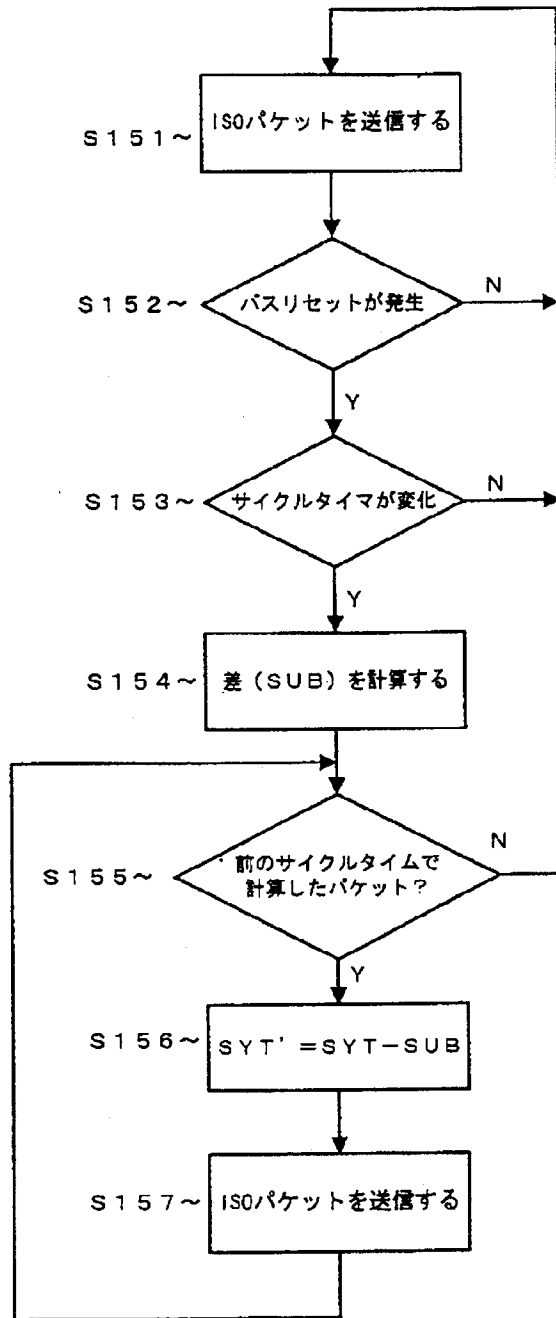 S151~
ISOパケットを送信する
S152~
バスリセットが発生
N
Y
S153~
サイクルタイマが変化
N
Y
S154~
差(SUB)を計算する
S155~
前のサイクルタイムで
計算したパケット?
N
Y
S156~
SYT'=SYT-SUB
S157~
ISOパケットを送信する